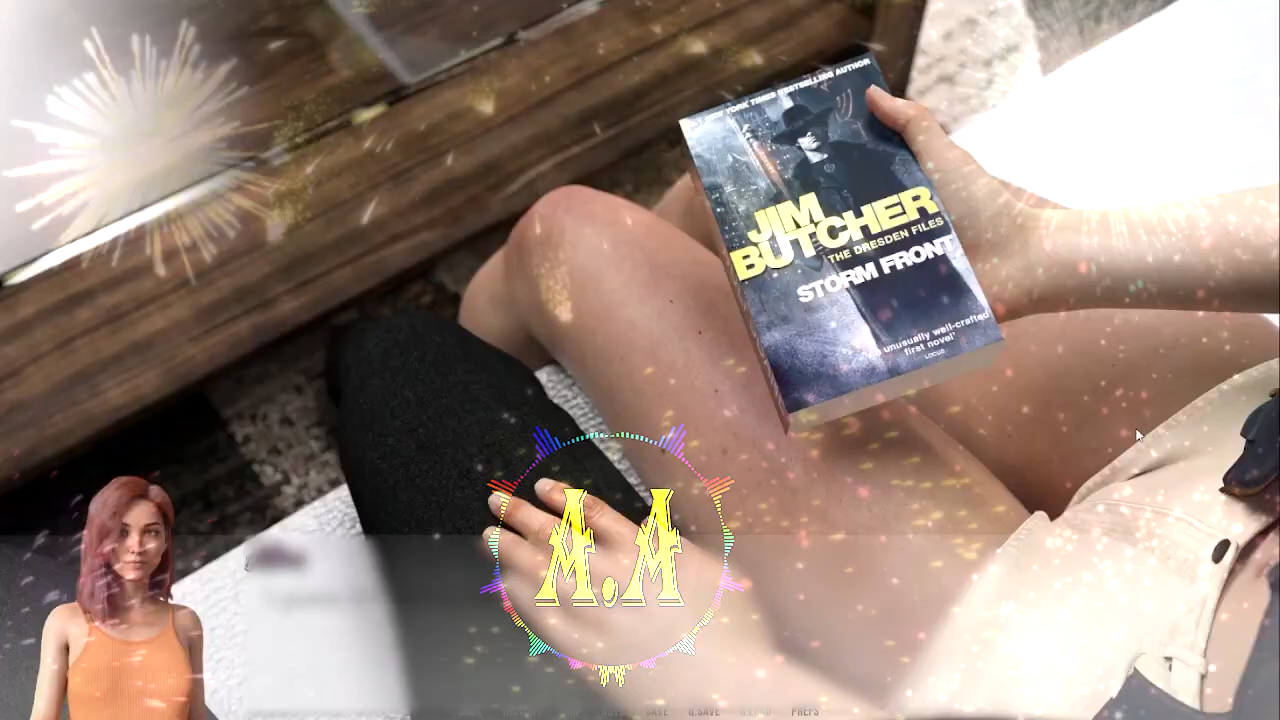 NEW YORK TIMES BESTSELLING AUTHOR
JIM
BUTCHER
THE DRESDEN FILES
STORM FRONT
'unusually well-crafted
first novel'
LOCUS
A.A
SAVE Q.SAVE Q.LOAD PREFS